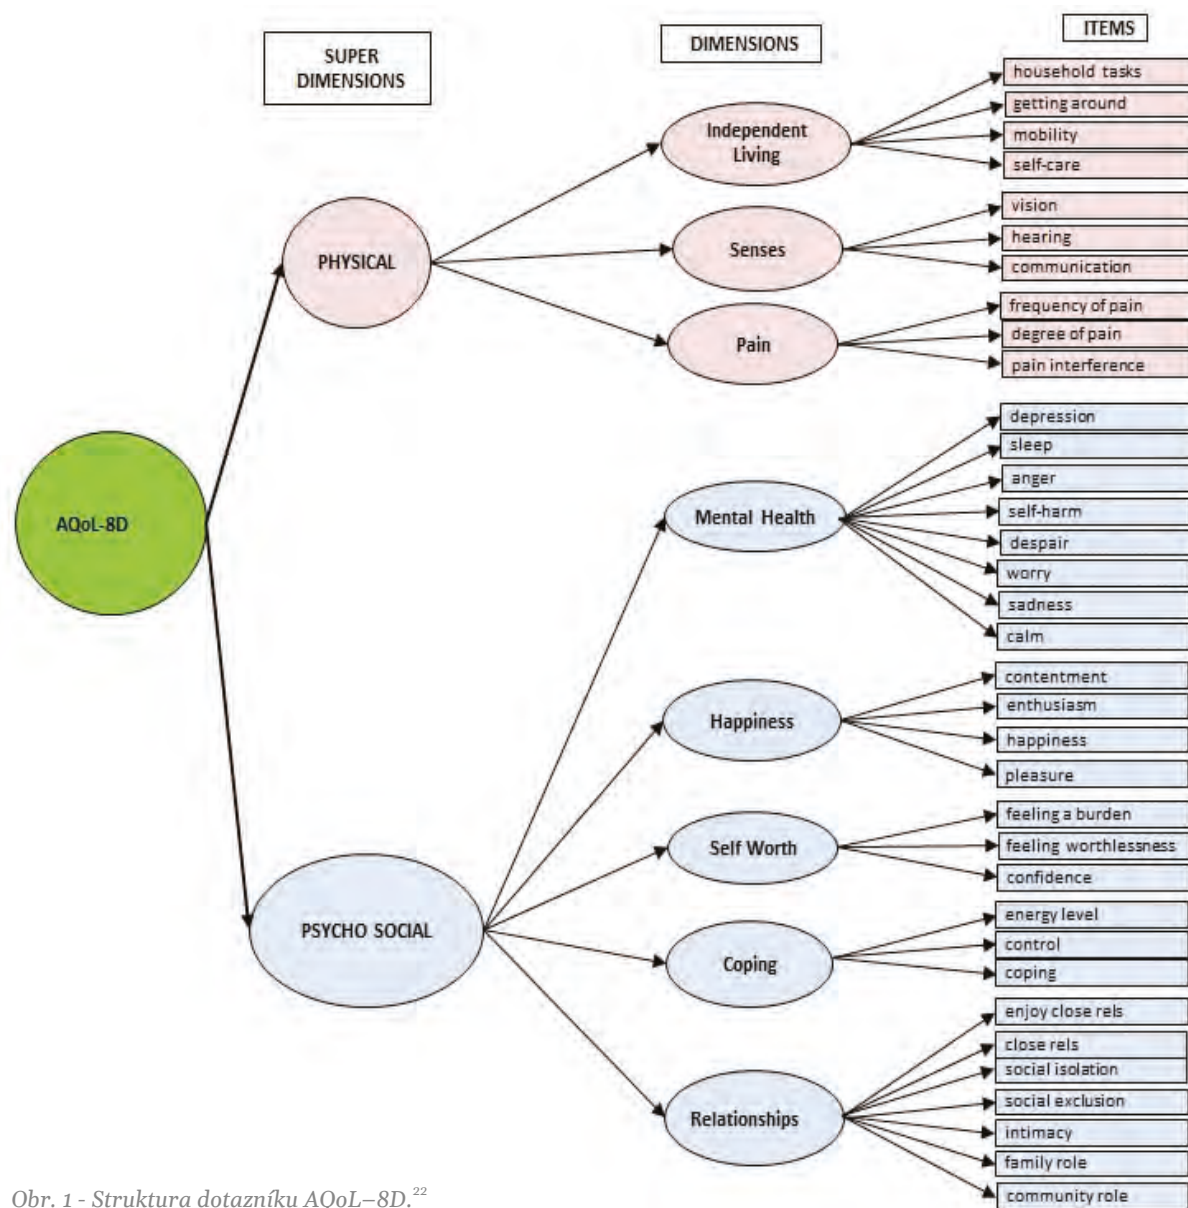 SUPER
DIMENSIONS
DIMENSIONS
ITEMS
AQoL-8D
PHYSICAL
Independent
Living
household tasks
getting around
mobility
self-care
Senses
vision
hearing
communication
Pain
frequency of pain
degree of pain
pain interference
PSYCHO SOCIAL
Mental Health
depression
sleep
anger
self-harm
despair
worry
sadness
calm
Happiness
contentment
enthusiasm
happiness
pleasure
Self Worth
feeling a burden
feeling worthlessness
confidence
Coping
energy level
control
coping
Relationships
enjoy close rels
close rels
social isolation
social exclusion
intimacy
family role
community role
Obr. 1 - Struktura dotazníku AQoL–8D.²²